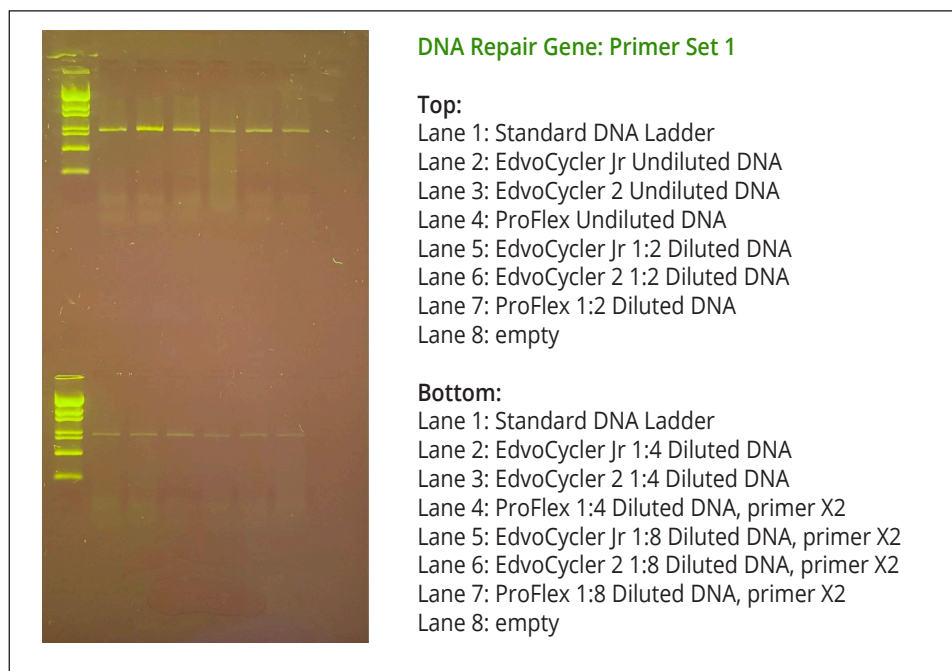 DNA Repair Gene: Primer Set 1
Top:
Lane 1: Standard DNA Ladder
Lane 2: EdvoCycler Jr Undiluted DNA
Lane 3: EdvoCycler 2 Undiluted DNA
Lane 4: ProFlex Undiluted DNA
Lane 5: EdvoCycler Jr 1:2 Diluted DNA
Lane 6: EdvoCycler 2 1:2 Diluted DNA
Lane 7: ProFlex 1:2 Diluted DNA
Lane 8: empty
Bottom:
Lane 1: Standard DNA Ladder
Lane 2: EdvoCycler Jr 1:4 Diluted DNA
Lane 3: EdvoCycler 2 1:4 Diluted DNA
Lane 4: ProFlex 1:4 Diluted DNA, primer X2
Lane 5: EdvoCycler Jr 1:8 Diluted DNA, primer X2
Lane 6: EdvoCycler 2 1:8 Diluted DNA, primer X2
Lane 7: ProFlex 1:8 Diluted DNA, primer X2
Lane 8: empty